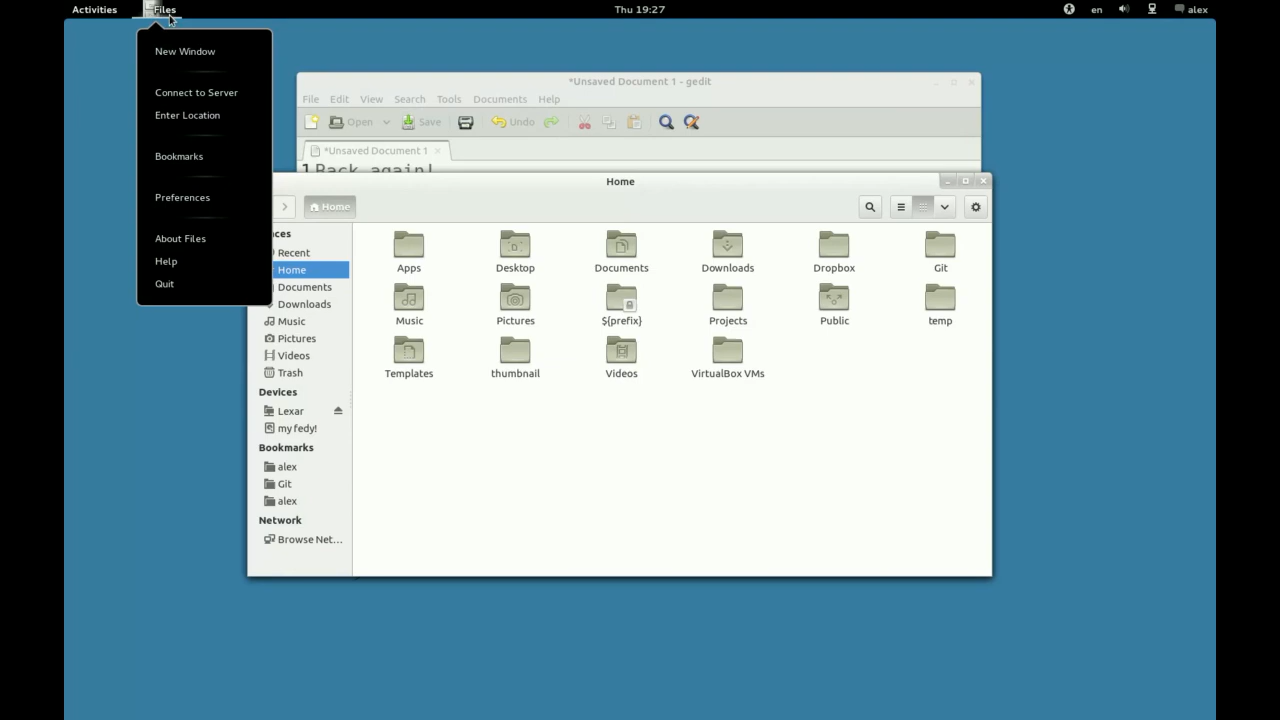 Activities Files Thu 19:27 en alex
New Window
Connect to Server
Enter Location
Bookmarks
Preferences
About Files
Help
Quit
*Unsaved Document 1 - gedit
File Edit View Search Tools Documents Help
Open Save Undo
*Unsaved Document 1
1 Back again!
Home
Home
Recent
Home
Documents
Downloads
Music
Pictures
Videos
Trash
Devices
Lexar
my fedy!
Bookmarks
alex
Git
alex
Network
Browse Net...
Apps Desktop Documents Downloads Dropbox Git
Music Pictures ${prefix} Projects Public temp
Templates thumbnail Videos VirtualBox VMs